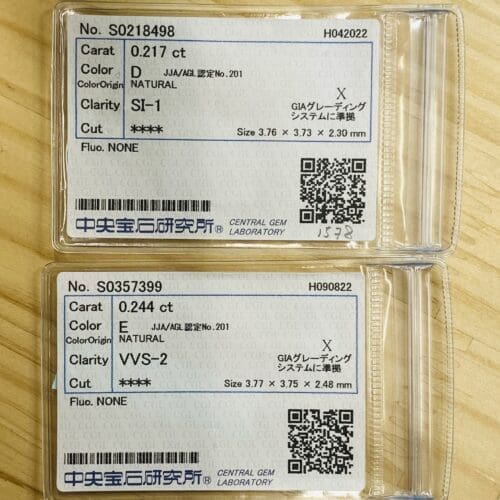 No. S0218498 H042022
Carat 0.217 ct
Color D JJA/AGL認定No.201
ColorOrigin NATURAL
X
Clarity SI-1 GIAグレーディング
システムに準拠
Cut ****
Size 3.76 × 3.73 × 2.30 mm
Fluo. NONE
中央宝石研究所® CENTRAL GEM
LABORATORY
1578
No. S0357399 H090822
Carat 0.244 ct
Color E JJA/AGL認定No.201
ColorOrigin NATURAL
X
Clarity VVS-2 GIAグレーディング
システムに準拠
Cut ****
Size 3.77 × 3.75 × 2.48 mm
Fluo. NONE
中央宝石研究所® CENTRAL GEM
LABORATORY